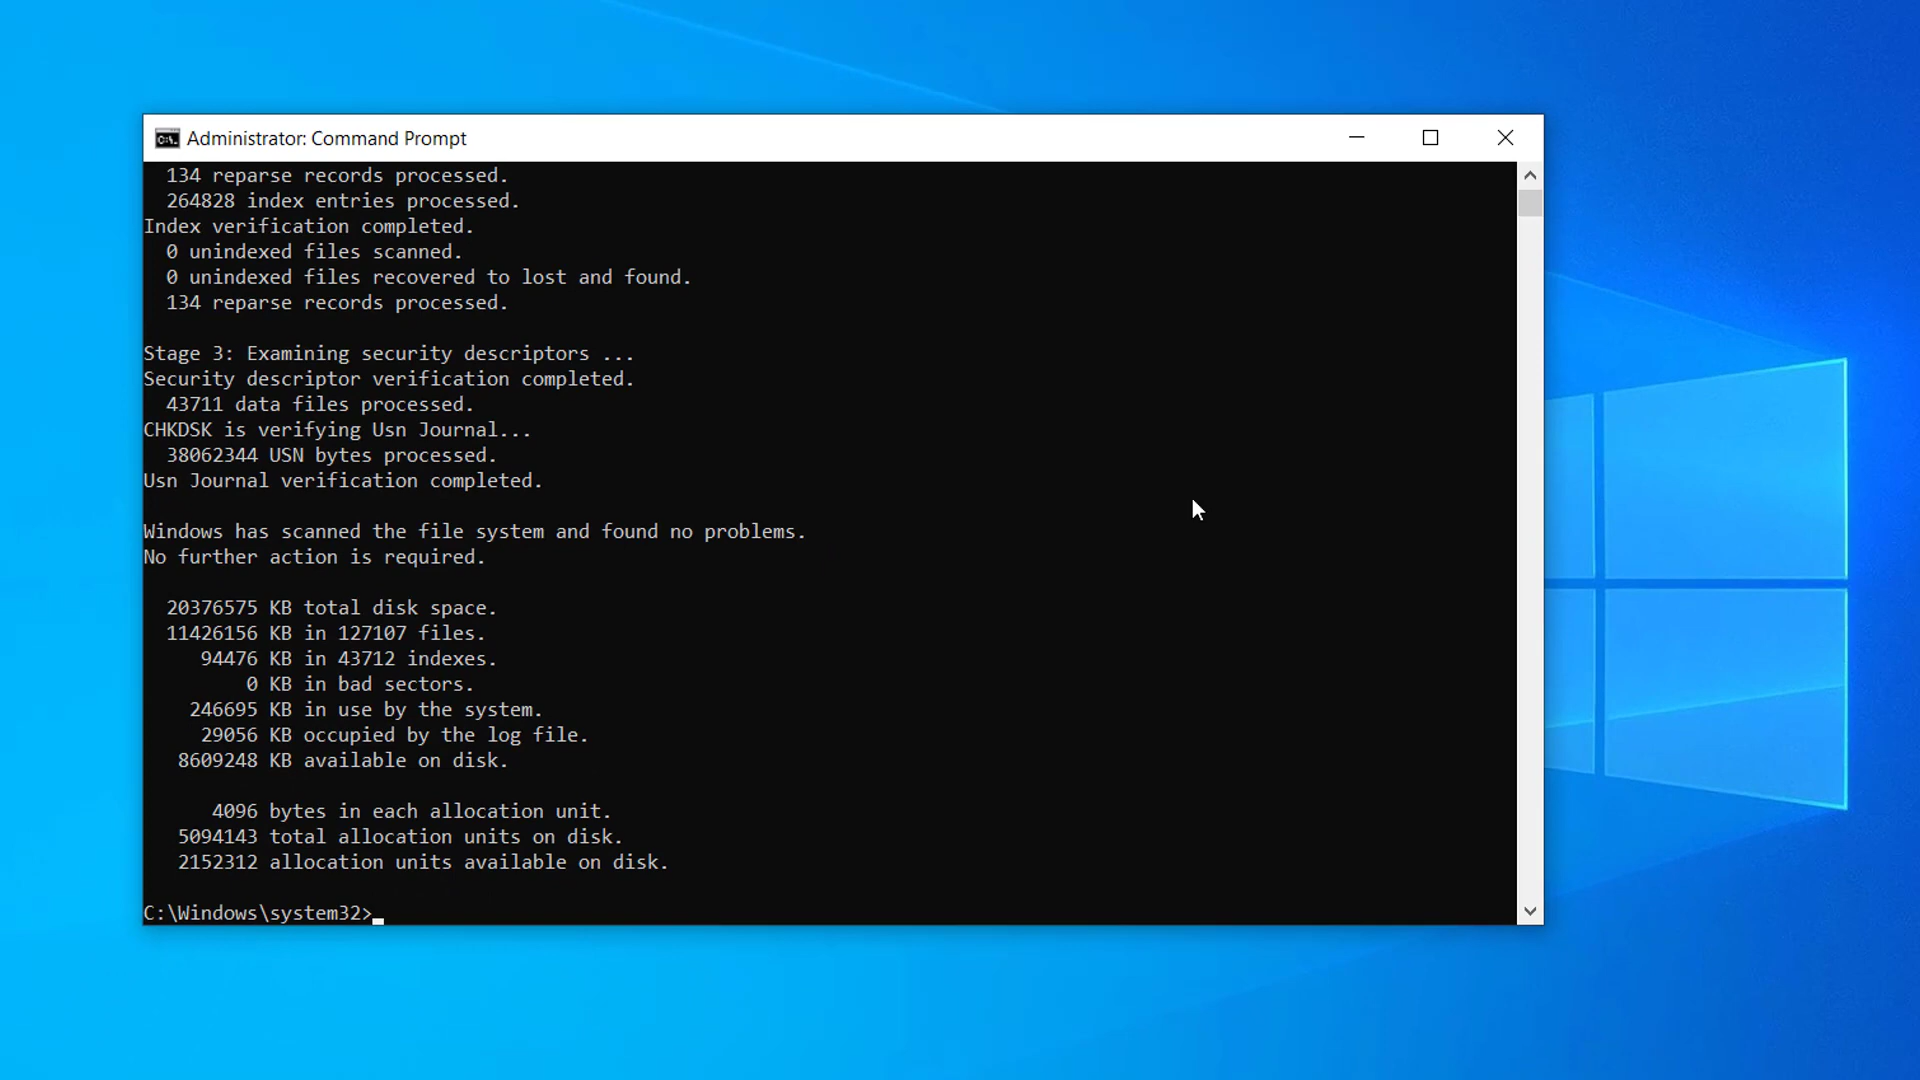 Administrator: Command Prompt
134 reparse records processed.
264828 index entries processed.
Index verification completed.
0 unindexed files scanned.
0 unindexed files recovered to lost and found.
134 reparse records processed.
Stage 3: Examining security descriptors ...
Security descriptor verification completed.
43711 data files processed.
CHKDSK is verifying Usn Journal...
38062344 USN bytes processed.
Usn Journal verification completed.
Windows has scanned the file system and found no problems.
No further action is required.
20376575 KB total disk space.
11426156 KB in 127107 files.
94476 KB in 43712 indexes.
0 KB in bad sectors.
246695 KB in use by the system.
29056 KB occupied by the log file.
8609248 KB available on disk.
4096 bytes in each allocation unit.
5094143 total allocation units on disk.
2152312 allocation units available on disk.
C:\Windows\system32>